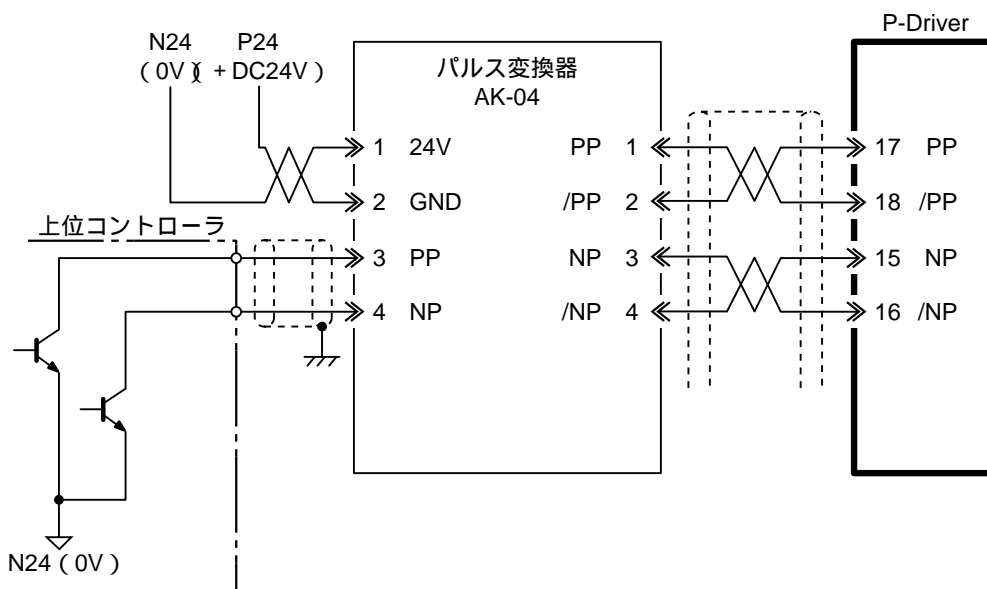 P-Driver
N24 P24
(0V)(+DC24V)
パルス変換器
AK-04
1 24V PP 1 17 PP
2 GND /PP 2 18 /PP
上位コントローラ
3 PP NP 3 15 NP
4 NP /NP 4 16 /NP
N24(0V)